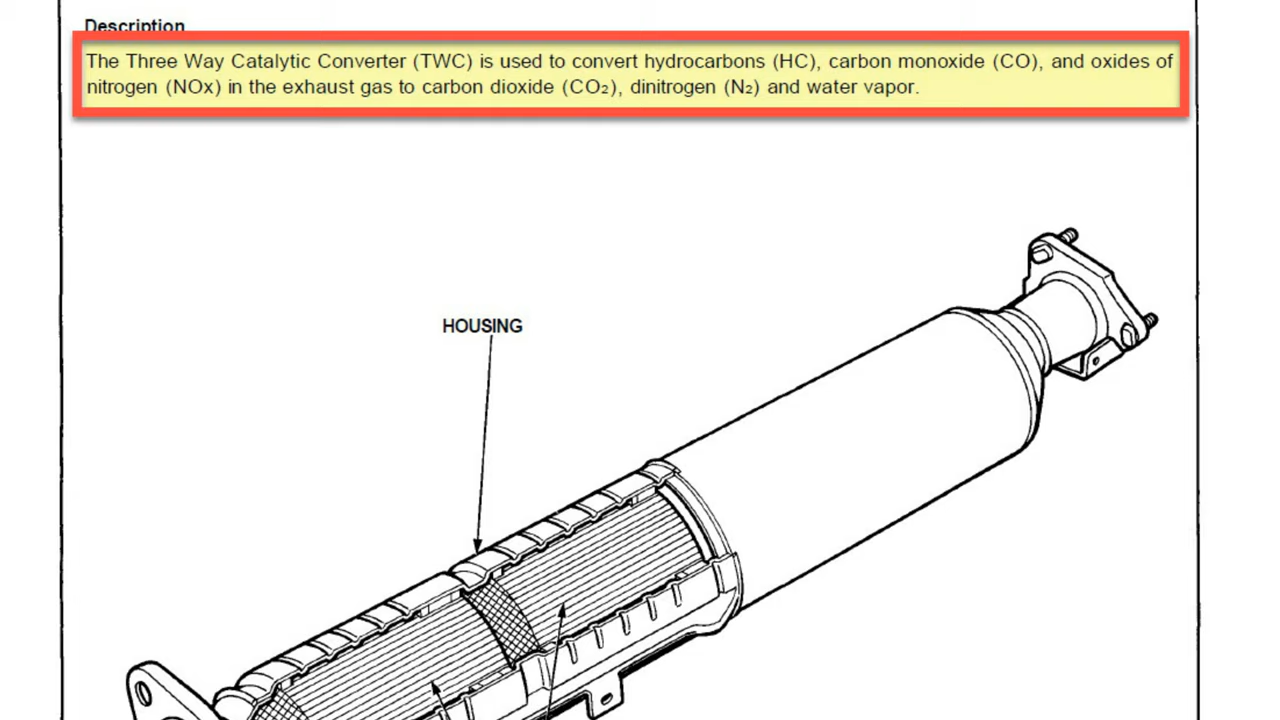 Description
The Three Way Catalytic Converter (TWC) is used to convert hydrocarbons (HC), carbon monoxide (CO), and oxides of
nitrogen (NOx) in the exhaust gas to carbon dioxide (CO₂), dinitrogen (N₂) and water vapor.
HOUSING